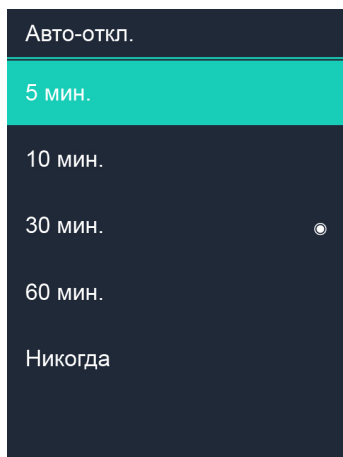 Авто-откл.
5 мин.
10 мин.
30 мин.
60 мин.
Никогда